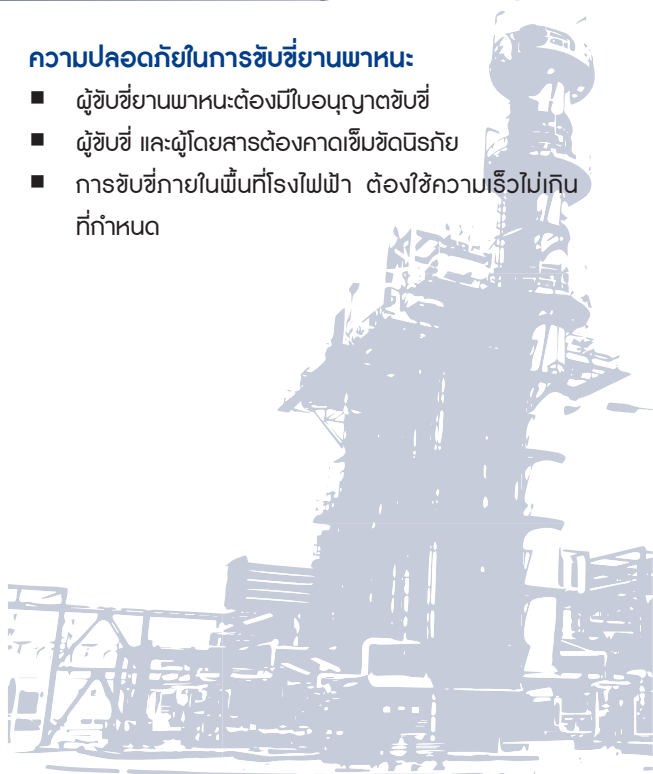 ความปลอดภัยในการขับขี่ยานพาหนะ
■ ผู้ขับขี่ยานพาหนะต้องมีใบอนุญาตขับขี่
■ ผู้ขับขี่ และผู้โดยสารต้องคาดเข็มขัดนิรภัย
■ การขับขี่ภายในพื้นที่โรงไฟฟ้า ต้องใช้ความเร็วไม่เกิน
ที่กำหนด